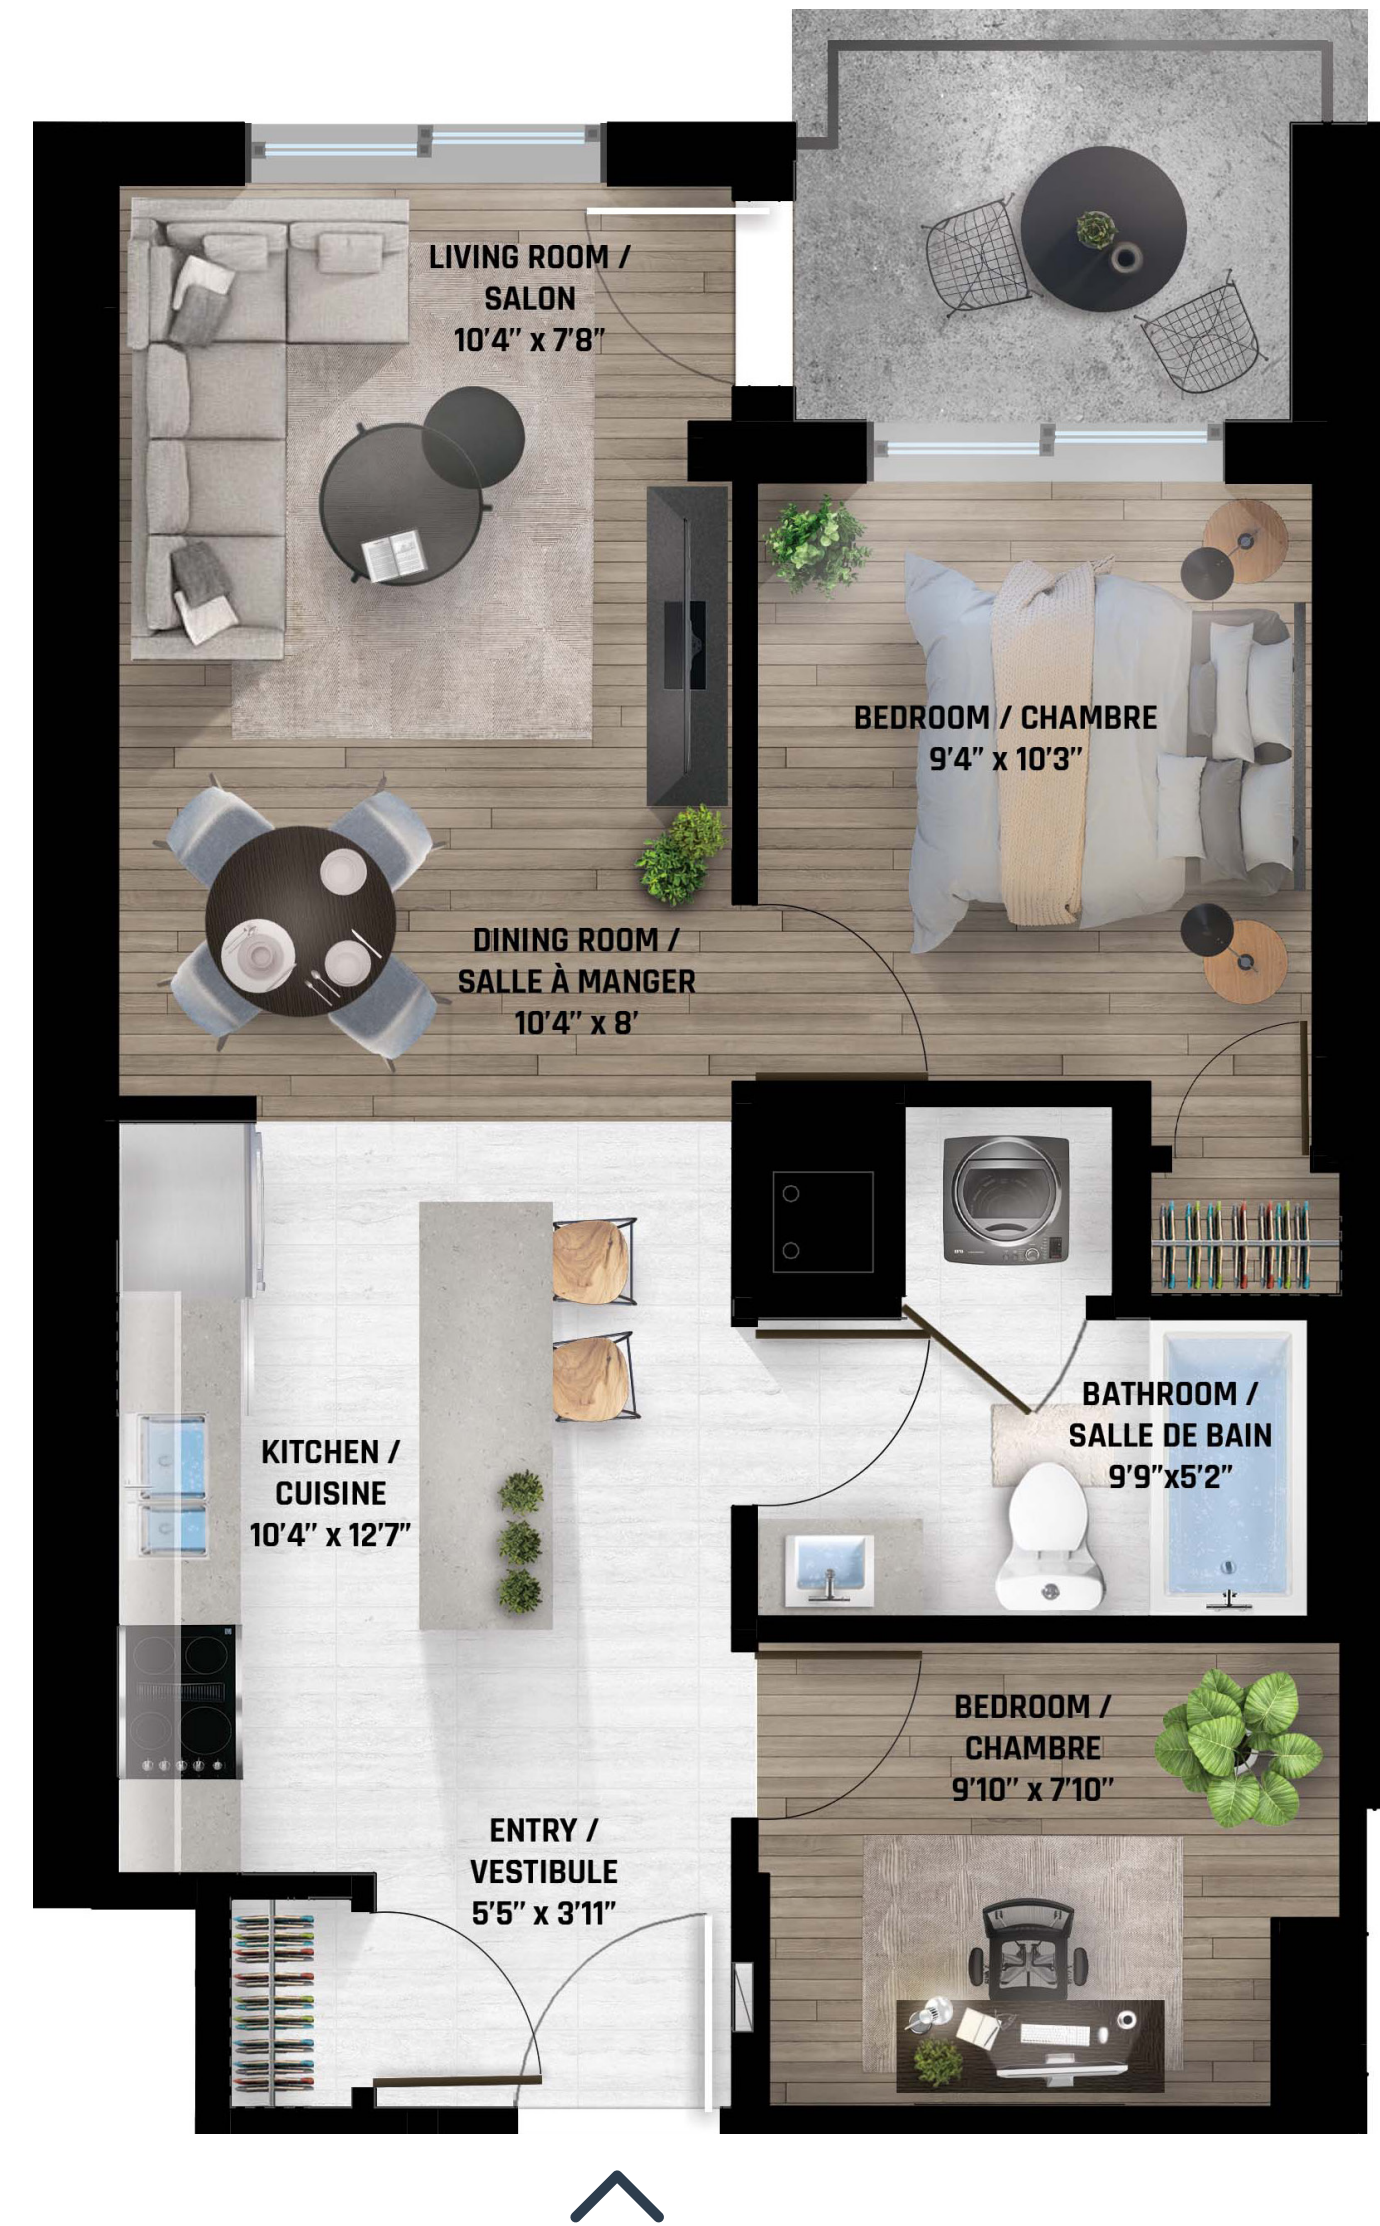 LIVING ROOM /
SALON
10'4" x 7'8"
BEDROOM / CHAMBRE
9'4" x 10'3"
DINING ROOM /
SALLE À MANGER
10'4" x 8'
BATHROOM /
SALLE DE BAIN
9'9"x5'2"
KITCHEN /
CUISINE
10'4" x 12'7"
BEDROOM /
CHAMBRE
9'10" x 7'10"
ENTRY /
VESTIBULE
5'5" x 3'11"